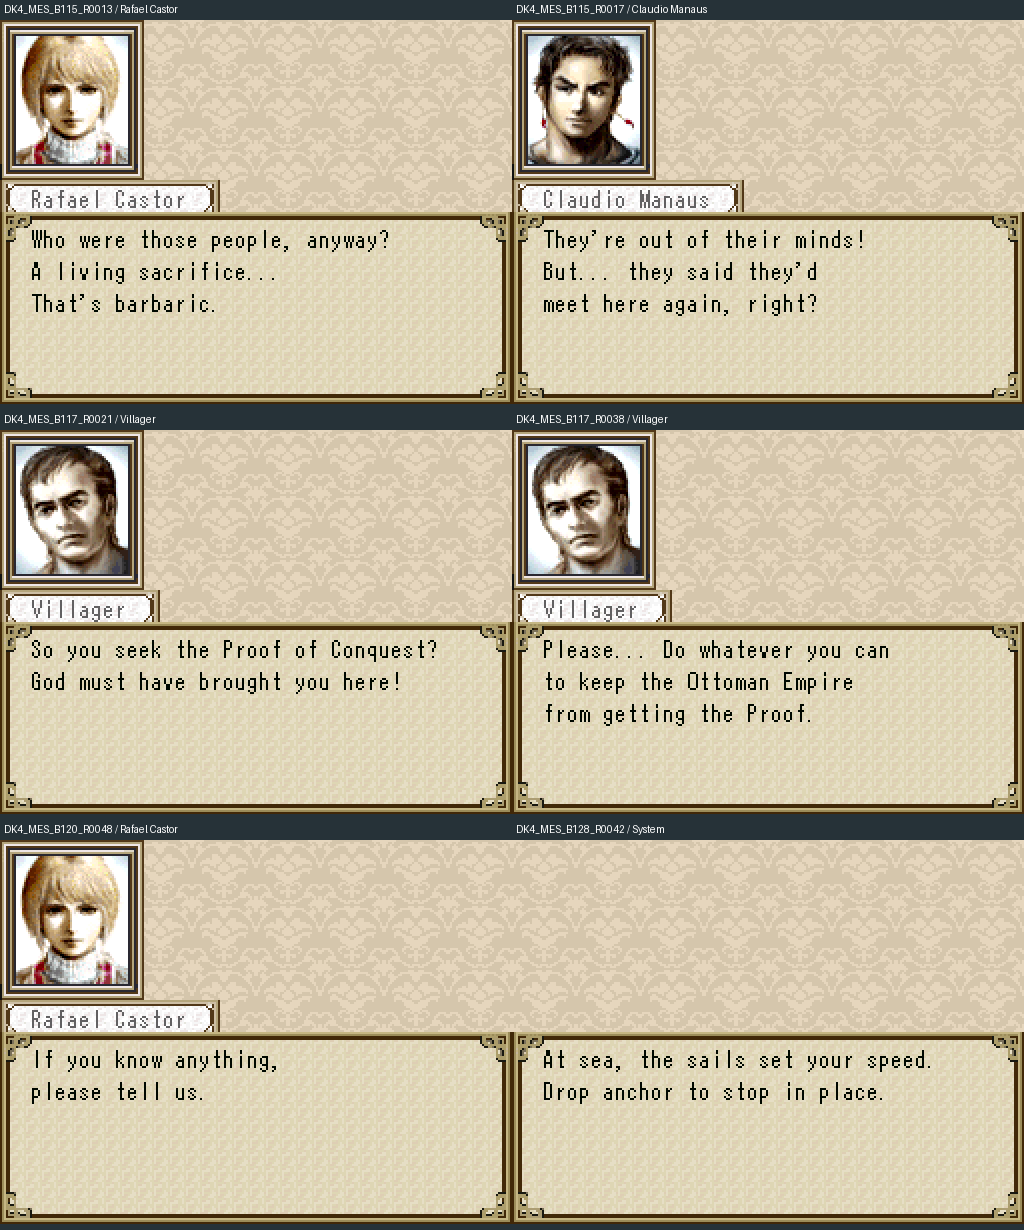 DK4_MES_B115_R0013 / Rafael Castor
Rafael Castor
Who were those people, anyway?
A living sacrifice...
That's barbaric.
DK4_MES_B115_R0017 / Claudio Manaus
Claudio Manaus
They're out of their minds!
But... they said they'd
meet here again, right?
DK4_MES_B117_R0021 / Villager
Villager
So you seek the Proof of Conquest?
God must have brought you here!
DK4_MES_B117_R0038 / Villager
Villager
Please... Do whatever you can
to keep the Ottoman Empire
from getting the Proof.
DK4_MES_B120_R0048 / Rafael Castor
Rafael Castor
If you know anything,
please tell us.
DK4_MES_B128_R0042 / System
At sea, the sails set your speed.
Drop anchor to stop in place.